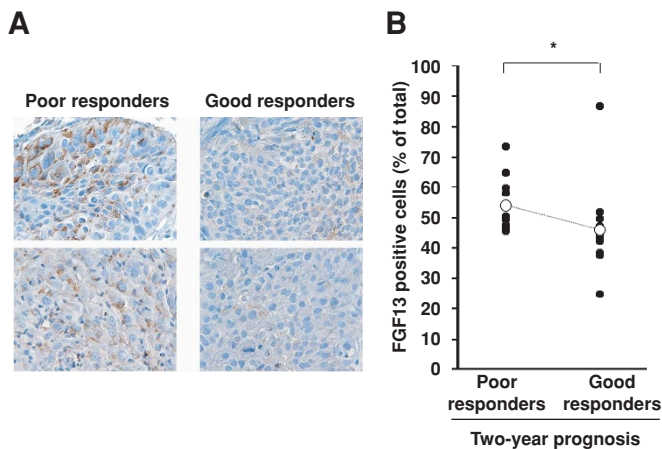 A
Poor responders Good responders
B
*
FGF13 positive cells (% of total)
100
90
80
70
60
50
40
30
20
10
0
Poor responders
Good responders
Two-year prognosis